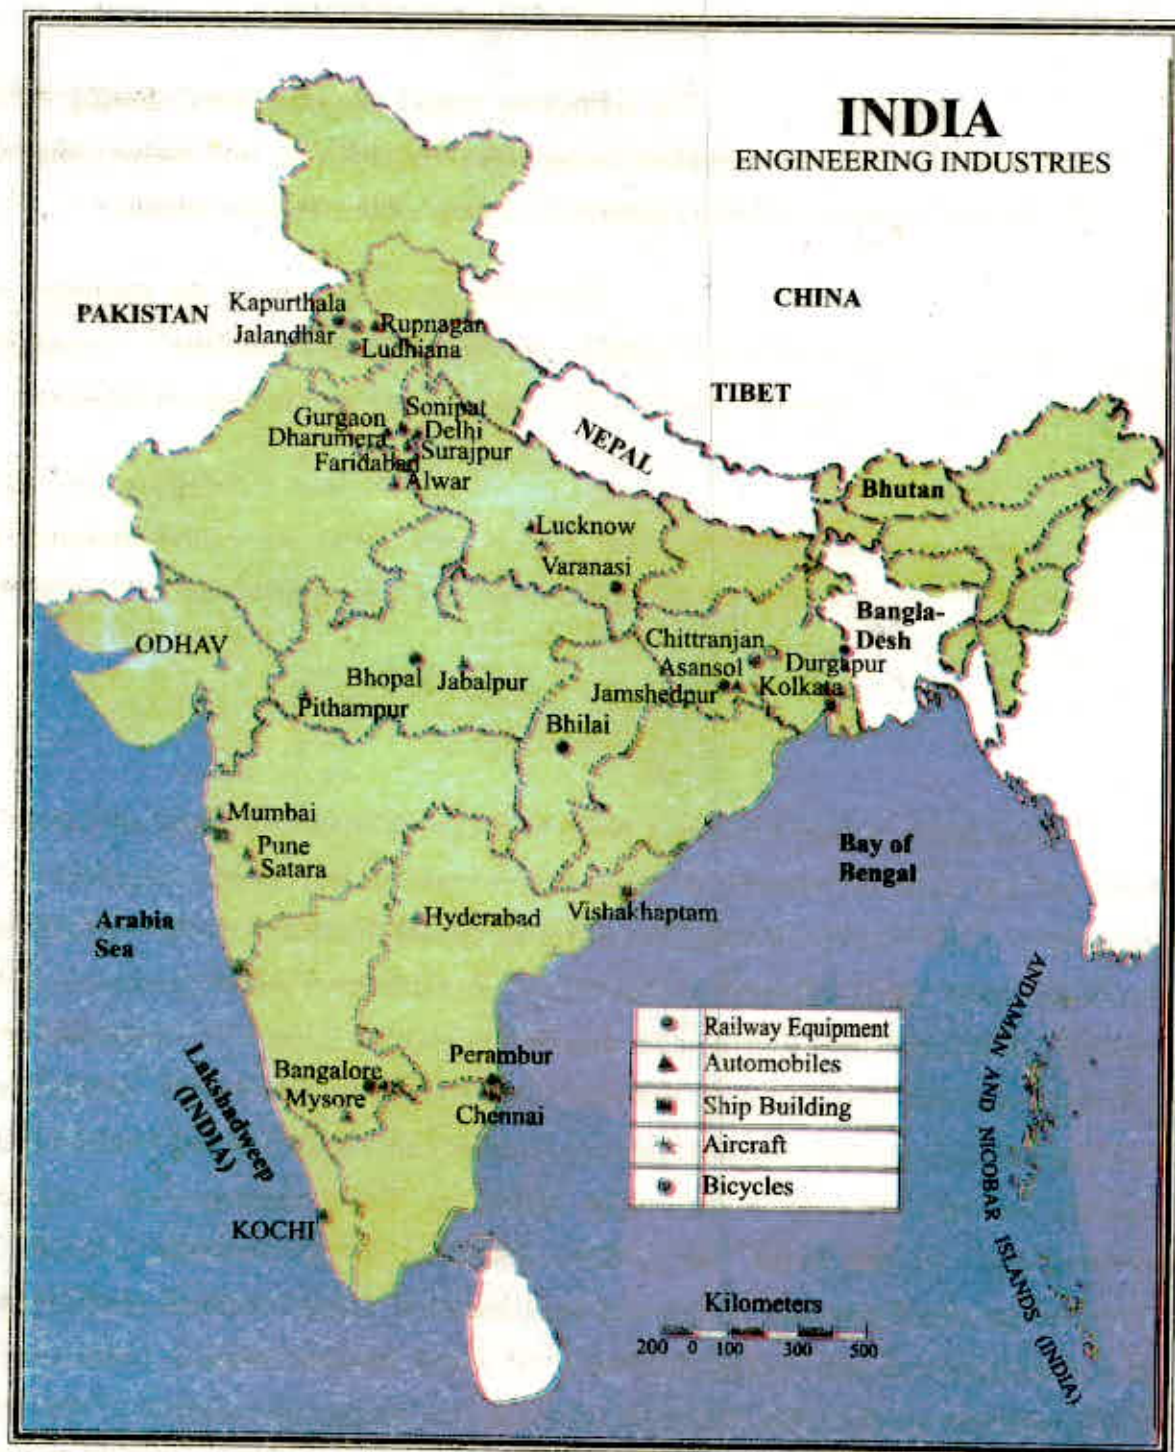 INDIA
ENGINEERING INDUSTRIES
PAKISTAN
CHINA
TIBET
NEPAL
Bhutan
Bangla-
Desh
Kapurthala
Jalandhar
Rupnagar
Ludhiana
Sonipat
Gurgaon
Delhi
Dharumera
Surajpur
Faridabad
Alwar
Lucknow
Varanasi
ODHAV
Bhopal
Jabalpur
Pithampur
Chittranjan
Asansol
Durgapur
Jamshedpur
Kolkata
Bhilai
Mumbai
Pune
Satara
Hyderabad
Vishakhaptam
Bay of
Bengal
Arabia
Sea
Lakshadweep
(INDIA)
Bangalore
Mysore
Perambur
Chennai
KOCHI
Railway Equipment
Automobiles
Ship Building
Aircraft
Bicycles
ANDAMAN AND NICOBAR ISLANDS (INDIA)
Kilometers
200 0 100 300 500